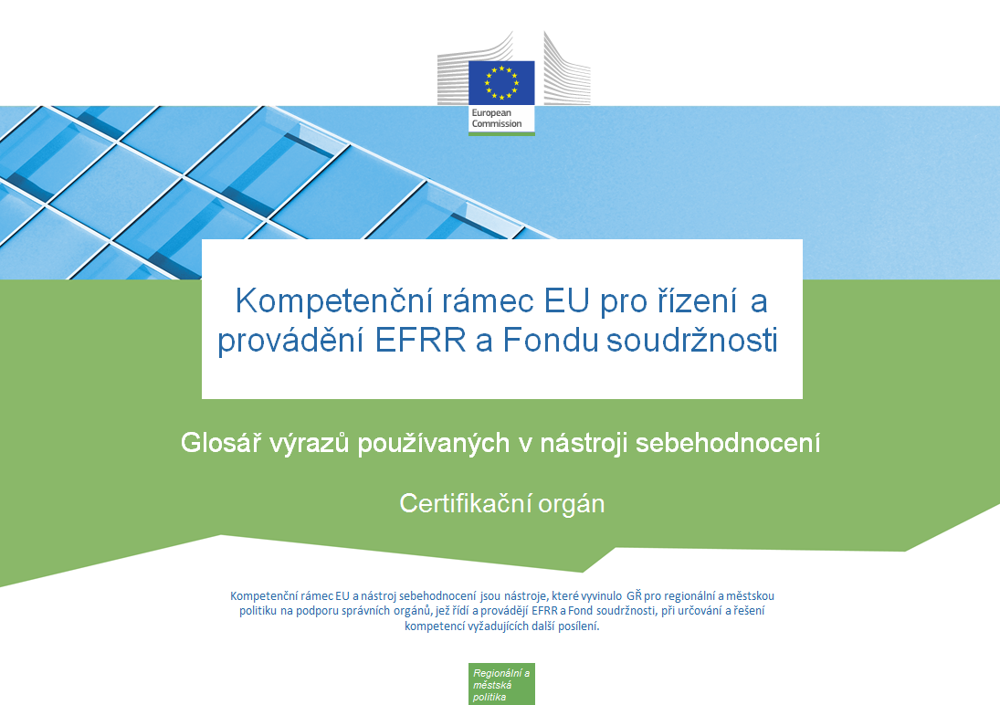 European
Commission
Kompetenční rámec EU pro řízení a
provádění EFRR a Fondu soudržnosti
Glosář výrazů používaných v nástroji sebehodnocení
Certifikační orgán
Kompetenční rámec EU a nástroj sebehodnocení jsou nástroje, které vyvinulo GŘ pro regionální a městskou
politiku na podporu správních orgánů, jež řídí a provádějí EFRR a Fond soudržnosti, při určování a řešení
kompetencí vyžadujících další posílení.
Regionální a
městská
politika